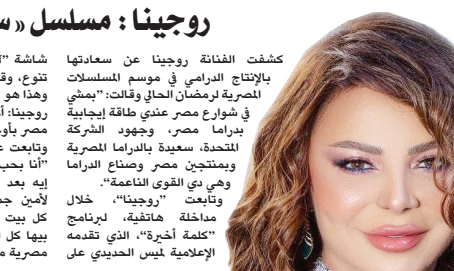 روجينا : مسلسل « س
كشفت الفنانة روجينا عن سعادتها
بالإنتاج الدرامي في موسم المسلسلات
المصرية لرمضان الحالي وقالت: ”بمشي
في شوارع مصر عندي طاقة إيجابية
بدراما مصر، وجهود الشركة
المتحدة، سعيدة بالدراما المصرية
وبمنتجين مصر وصناع الدراما
وهي دي القوى الناعمة“.
وتابعت ”روجينا“، خلال
مداخلة هاتفية، لبرنامج
”كلمة أخيرة“، الذي تقدمه
الإعلامية لميس الحديدي على
شاشة ”
تنوع، وق
وهذا هو
روجينا: أ
مصر بأو
وتابعت ع
”أنا بحب
إيه بعد
لأمين جم
كل بيت
بيها كل ا
مصرية م